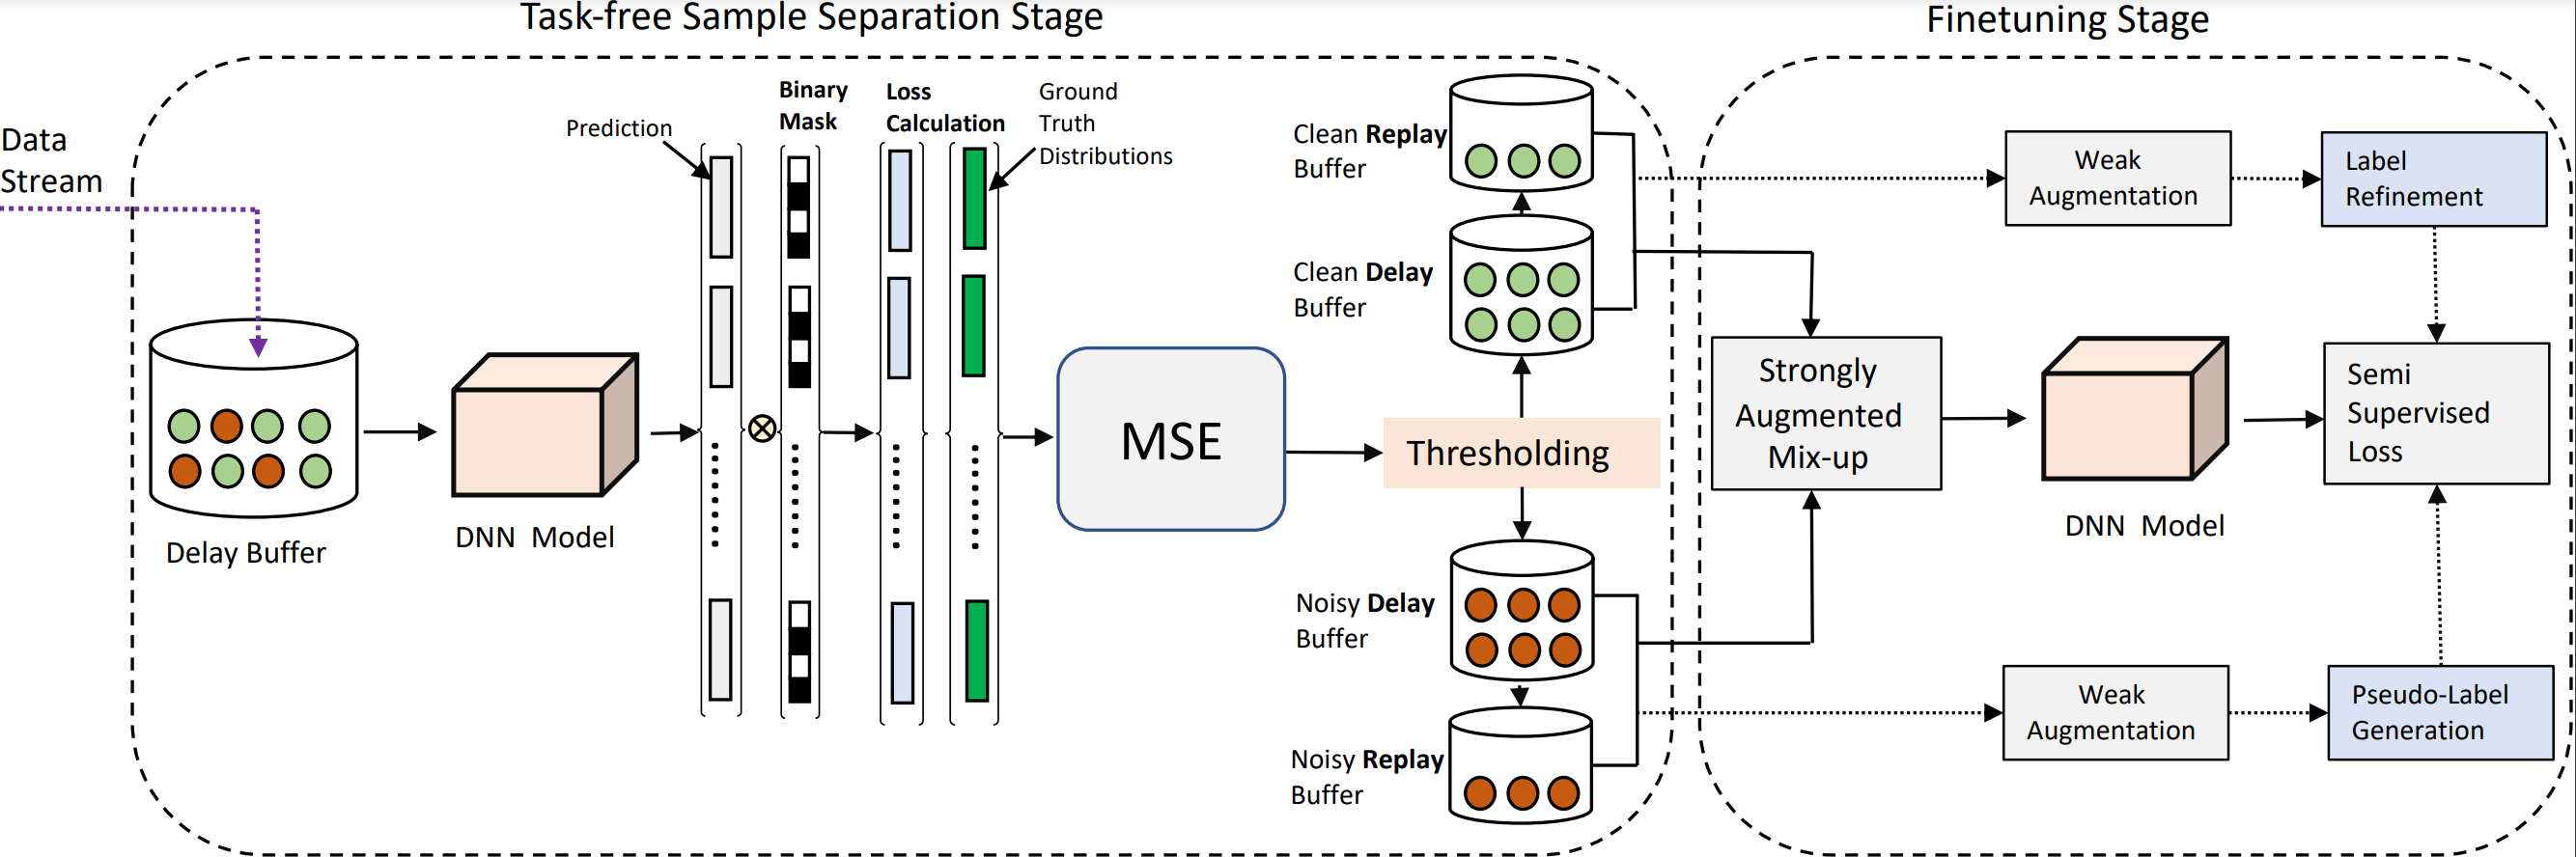 Task-free Sample Separation Stage
Finetuning Stage
Data
Stream
Delay Buffer
DNN Model
Prediction
Binary
Mask
Loss
Calculation
Ground
Truth
Distributions
MSE
Thresholding
Clean Replay
Buffer
Clean Delay
Buffer
Noisy Delay
Buffer
Noisy Replay
Buffer
Weak
Augmentation
Label
Refinement
Strongly
Augmented
Mix-up
DNN Model
Semi
Supervised
Loss
Weak
Augmentation
Pseudo-Label
Generation